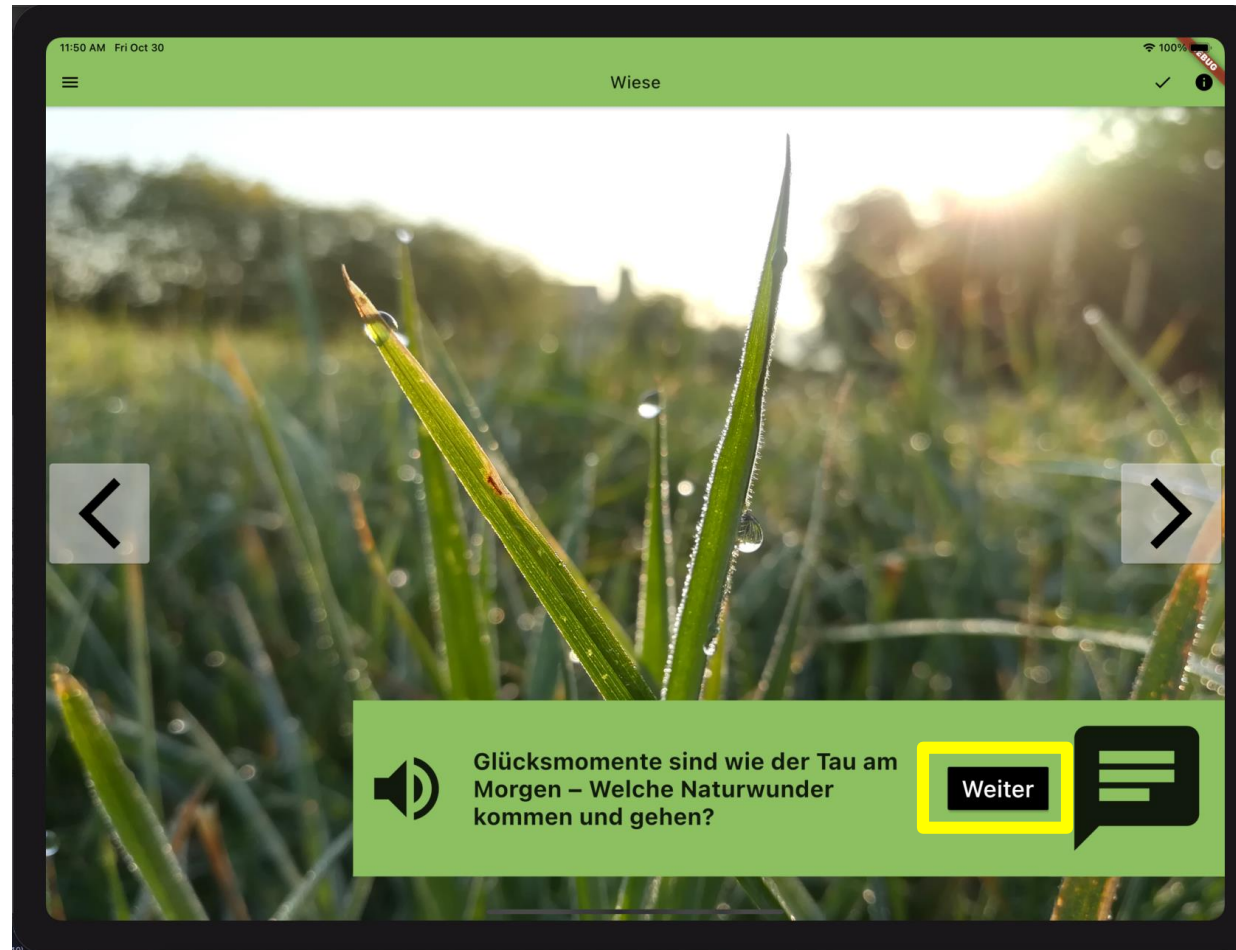 11:50 AM Fri Oct 30
100%
Wiese
Glücksmomente sind wie der Tau am
Morgen – Welche Naturwunder
kommen und gehen?
Weiter